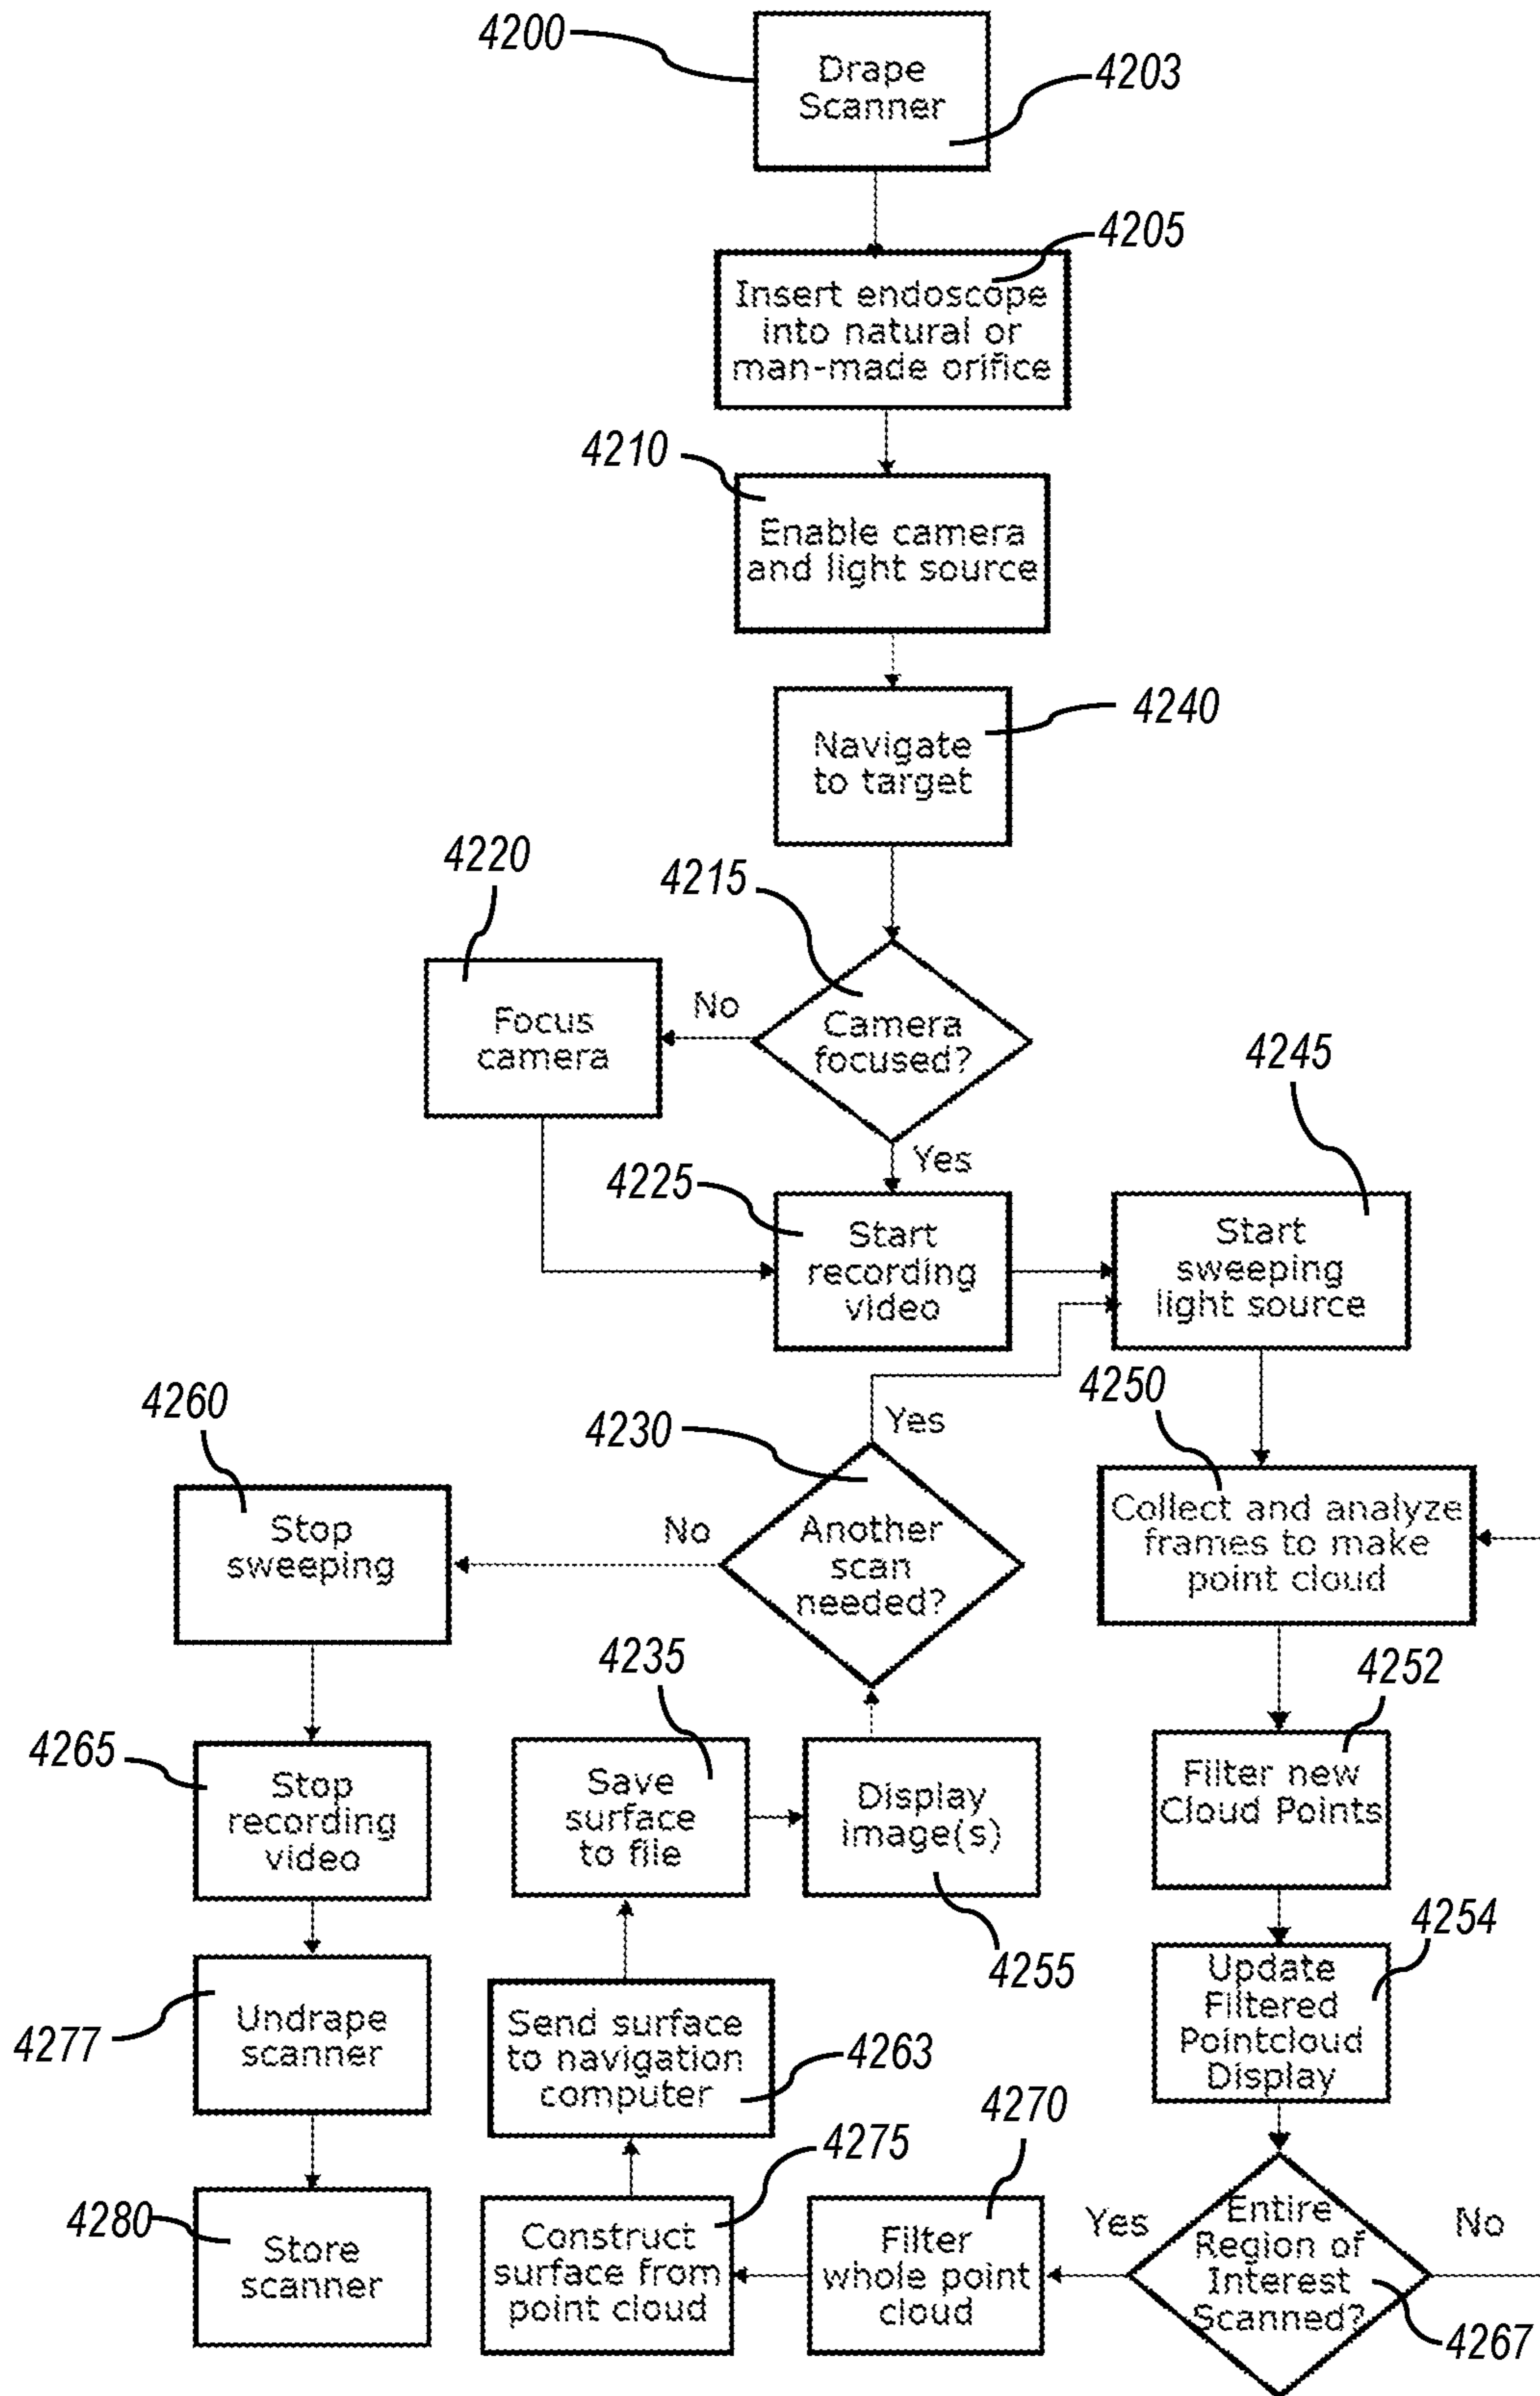 4200
Drape
Scanner
4203
4205
Insert endoscope
into natural or
man-made orifice
4210
Enable camera
and light source
4240
Navigate
to target
4220
4215
Focus
camera
No
Camera
focused?
4245
Yes
4225
Start
recording
video
Start
sweeping
light source
4260
4230
Yes
4250
Stop
sweeping
No
Another
scan
needed?
Collect and analyze
frames to make
point cloud
4235
4252
4265
Stop
recording
video
Save
surface
to file
Display
image(s)
Filter new
Cloud Points
4255
4254
4277
Undrape
scanner
Send surface
to navigation
computer
4263
Update
Filtered
Pointcloud
Display
4270
4275
4280
Store
scanner
Construct
surface from
point cloud
Filter
whole point
cloud
Yes
Entire
Region of
Interest
Scanned?
No
4267